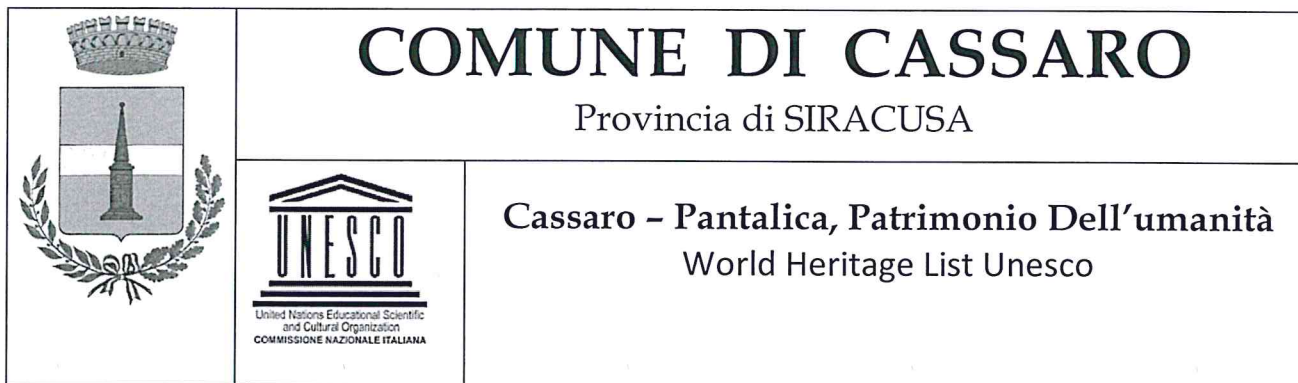 COMUNE DI CASSARO
Provincia di SIRACUSA
UNESCO
United Nations Educational Scientific
and Cultural Organization
COMMISSIONE NAZIONALE ITALIANA
Cassaro – Pantalica, Patrimonio Dell'umanità
World Heritage List Unesco